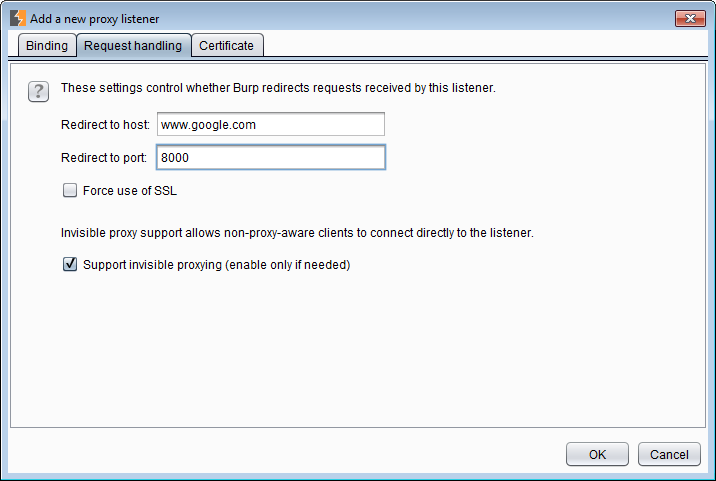 Add a new proxy listener
Binding Request handling Certificate
? These settings control whether Burp redirects requests received by this listener.
Redirect to host: www.google.com
Redirect to port: 8000
Force use of SSL
Invisible proxy support allows non-proxy-aware clients to connect directly to the listener.
Support invisible proxying (enable only if needed)
OK Cancel